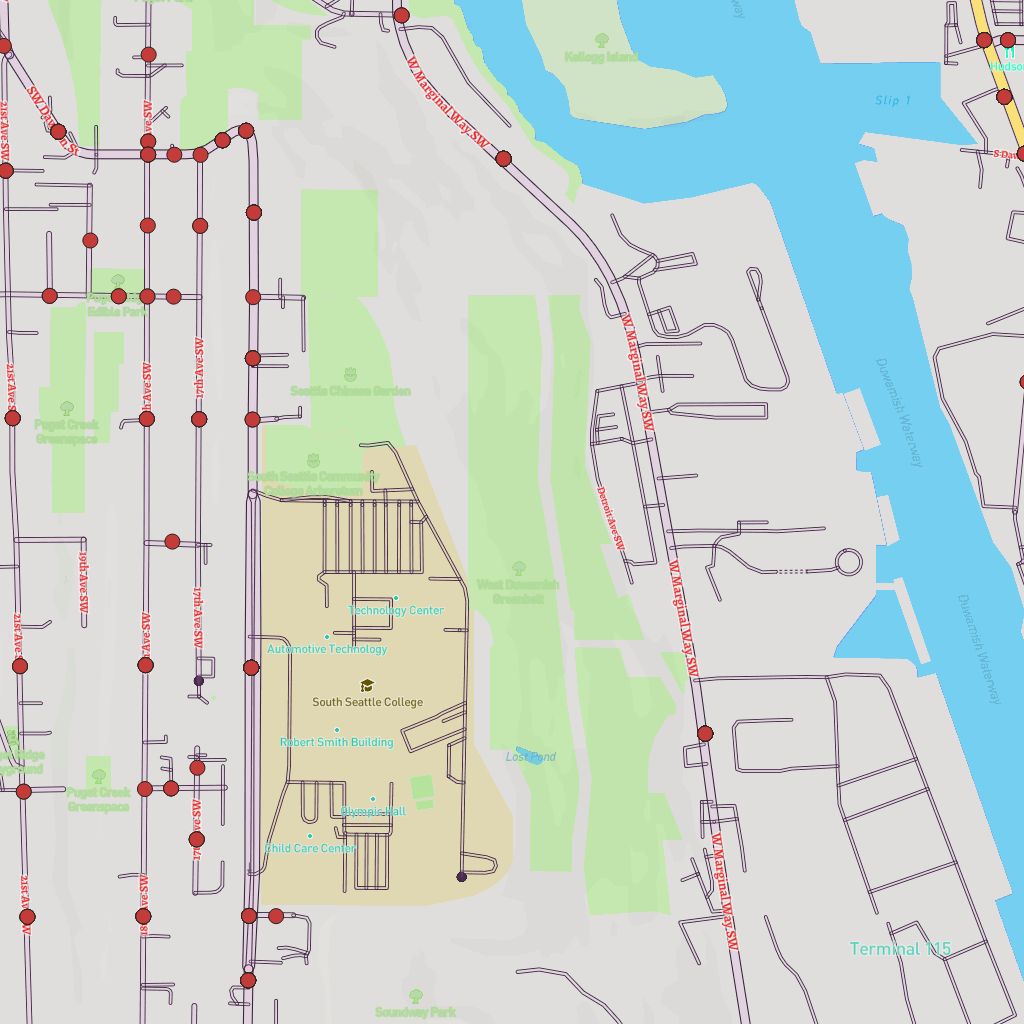 Kellogg Island
Slip 1
SW Dawson St
21st Ave SW
W Marginal Way SW
Edible Park
17th Ave SW
W Marginal Way SW
Duwamish Waterway
Seattle Chinese Garden
Puget Creek
Greenspace
South Seattle Community
College Arboretum
Detroit Ave SW
19th Ave SW
17th Ave SW
West Duwamish
Greenbelt
W Marginal Way SW
Duwamish Waterway
Technology Center
Automotive Technology
South Seattle College
Robert Smith Building
Lost Pond
Puget Creek
Greenspace
Olympic Hall
Child Care Center
W Marginal Way SW
Terminal 115
Soundway Park